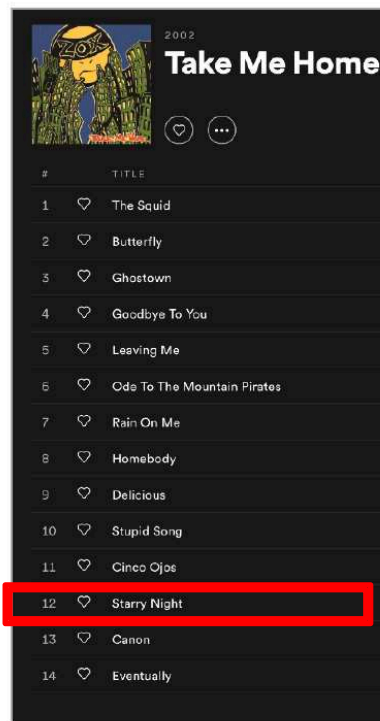 ZOX
2002
Take Me Home
# TITLE
1 The Squid
2 Butterfly
3 Ghostown
4 Goodbye To You
5 Leaving Me
6 Ode To The Mountain Pirates
7 Rain On Me
8 Homebody
9 Delicious
10 Stupid Song
11 Cinco Ojos
12 Starry Night
13 Canon
14 Eventually